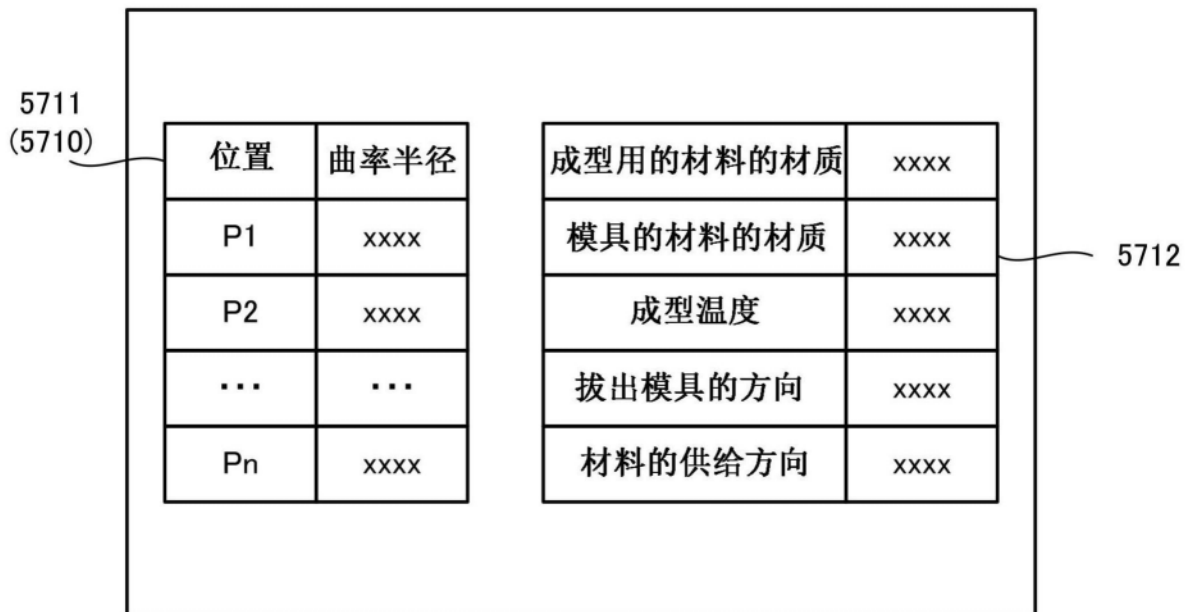 5711
(5710)
位置 曲率半径
P1 xxxx
P2 xxxx
··· ···
Pn xxxx
成型用的材料的材质 xxxx
模具的材料的材质 xxxx
成型温度 xxxx
拔出模具的方向 xxxx
材料的供给方向 xxxx
5712